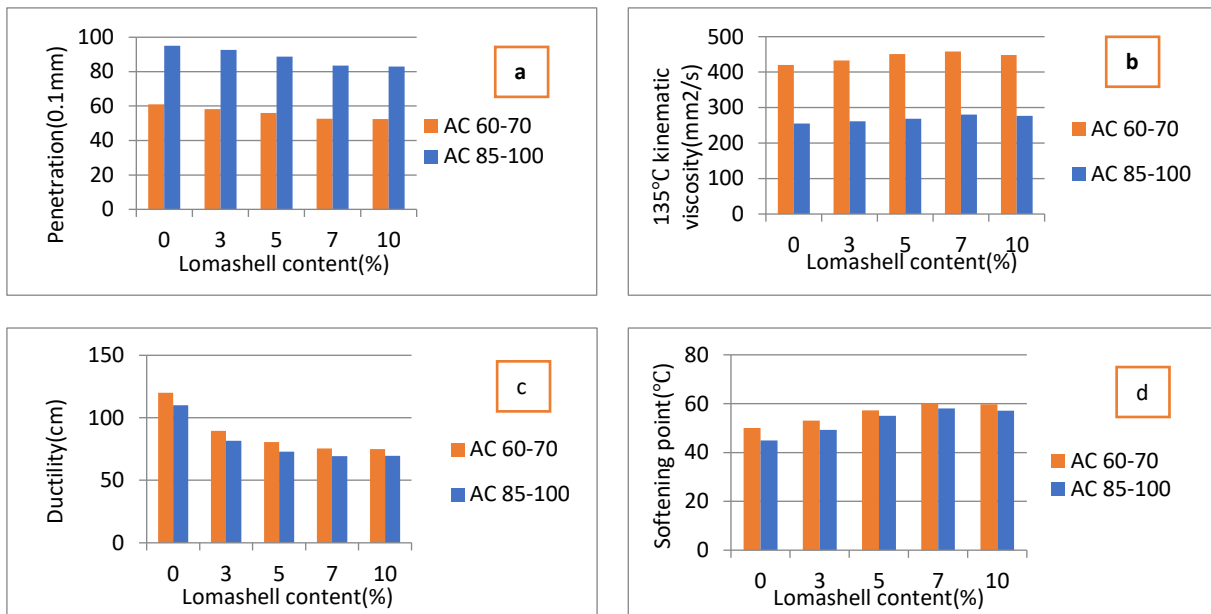 Penetration(0.1mm)
100
80
60
40
20
0
0 3 5 7 10
Lomashell content(%)
a
AC 60-70
AC 85-100
135°C kinematic
viscosity(mm2/s)
500
400
300
200
100
0
0 3 5 7 10
Lomashell content(%)
b
AC 60-70
AC 85-100
Ductility(cm)
150
100
50
0
0 3 5 7 10
Lomashell content(%)
c
AC 60-70
AC 85-100
Softening point(°C)
80
60
40
20
0
0 3 5 7 10
Lomashell content(%)
d
AC 60-70
AC 85-100